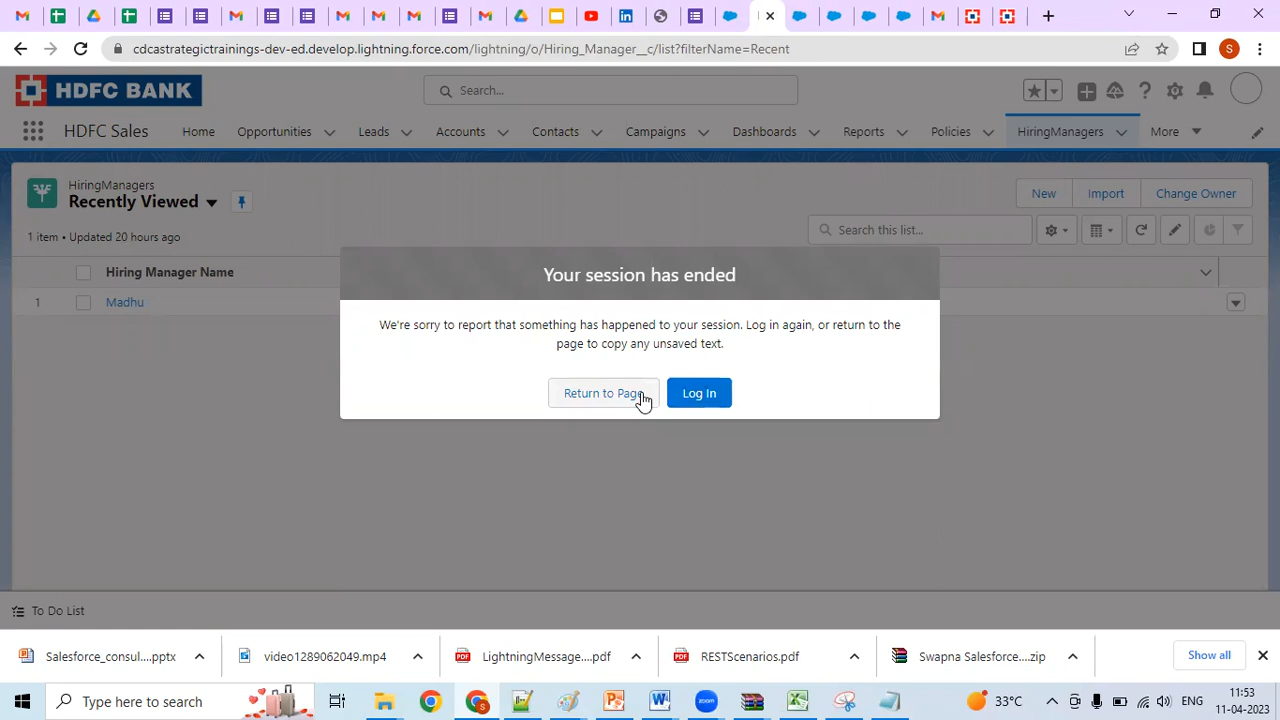 S
cdcastrategictrainings-dev-ed.develop.lightning.force.com/lightning/o/Hiring_Manager__c/list?filterName=Recent
HDFC BANK
Search...
HDFC Sales
Home
Opportunities
Leads
Accounts
Contacts
Campaigns
Dashboards
Reports
Policies
HiringManagers
More
HiringManagers
Recently Viewed
New
Import
Change Owner
1 item • Updated 20 hours ago
Search this list...
Hiring Manager Name
1
Madhu
Your session has ended
We're sorry to report that something has happened to your session. Log in again, or return to the
page to copy any unsaved text.
Return to Page
Log In
To Do List
Salesforce_consul....pptx
video1289062049.mp4
LightningMessage....pdf
RESTScenarios.pdf
Swapna Salesforce....zip
Show all
Type here to search
33°C
ENG
11:53
11-04-2023